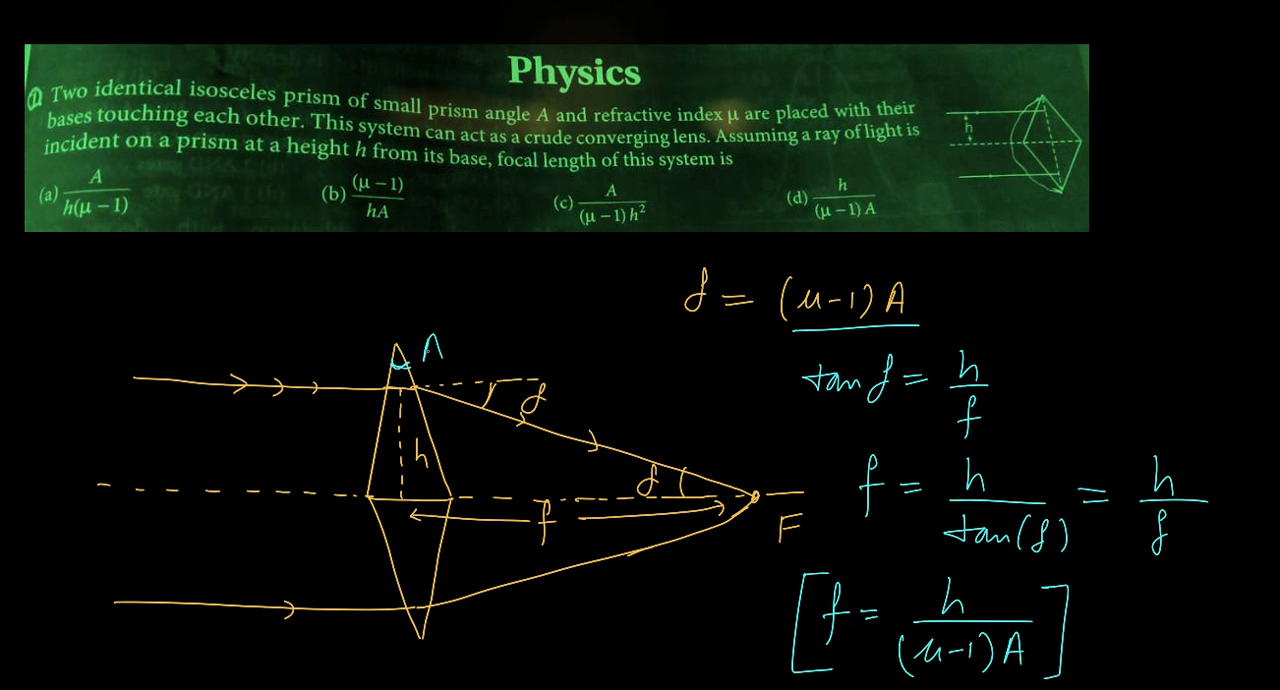 Physics
① Two identical isosceles prism of small prism angle A and refractive index μ are placed with their
bases touching each other. This system can act as a crude converging lens. Assuming a ray of light is
incident on a prism at a height h from its base, focal length of this system is
(a) A / h(μ – 1) (b) (μ – 1) / hA (c) A / (μ – 1) h² (d) h / (μ – 1) A
h
δ = (μ-1) A
A
tan δ = h / f
δ
h
δ
f = h / tan(δ) = h / δ
f
F
[f = h / (μ-1) A]